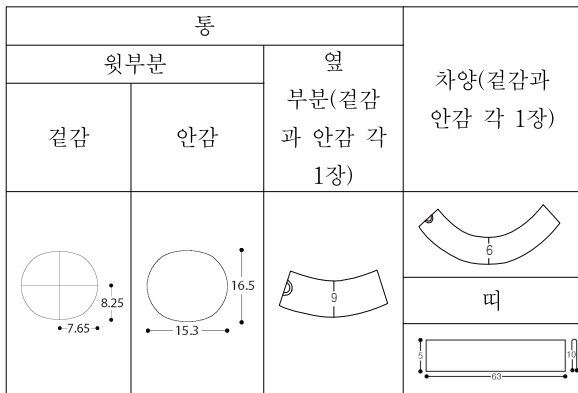 통
윗부분
겉감
안감
옆
부분(겉감
과 안감 각
1장)
차양(겉감과
안감 각 1장)
8.25
7.65
16.5
15.3
9
6
띠
5
63
10